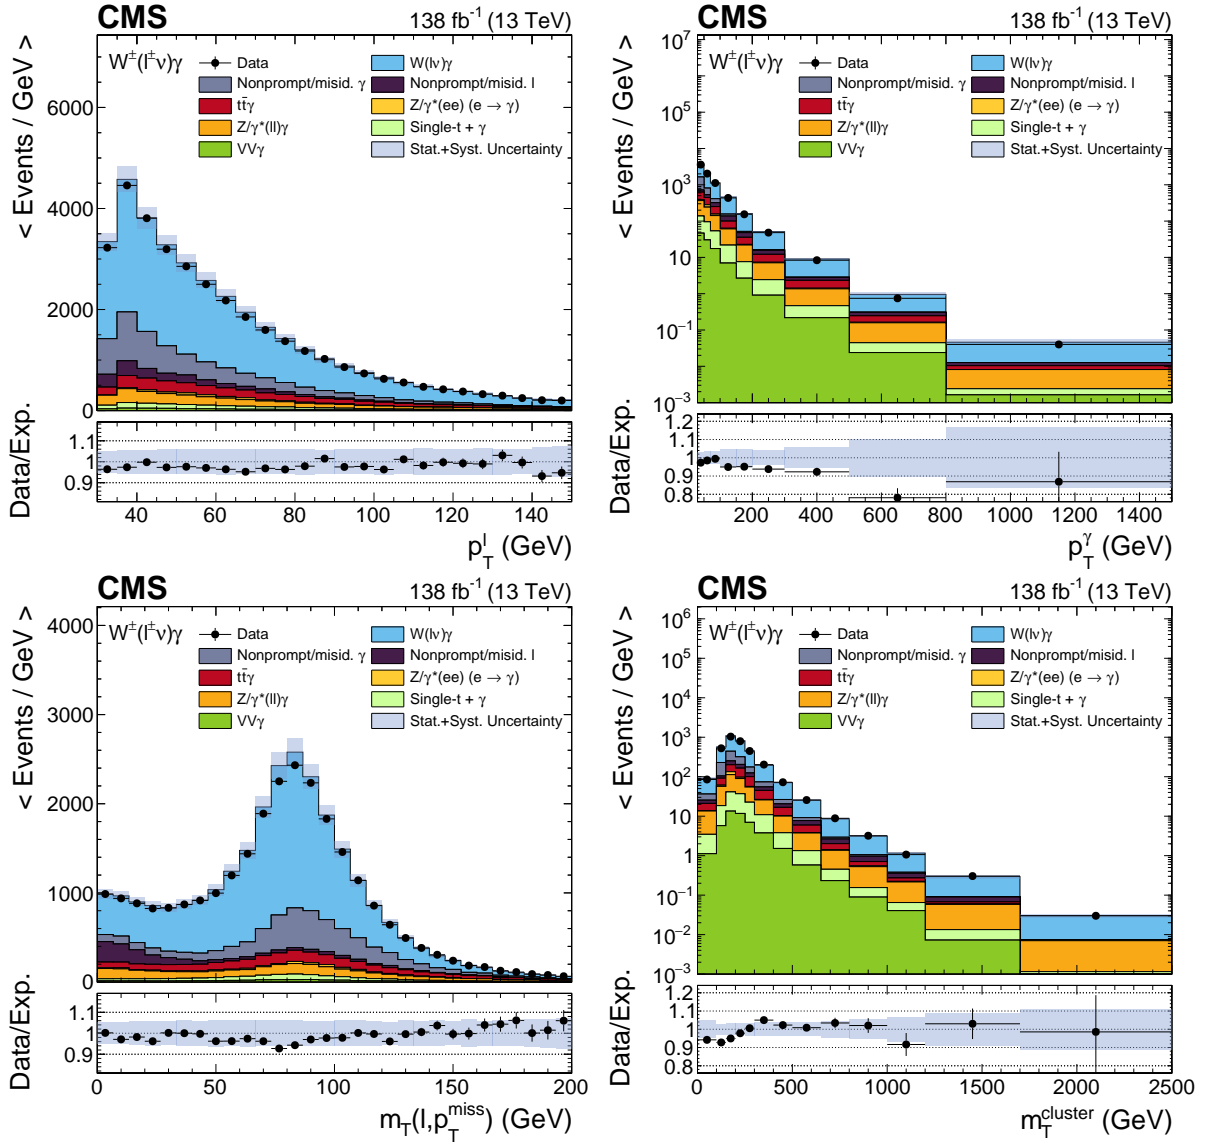 CMS 138 fb⁻¹ (13 TeV)
< Events / GeV >
W±(l±ν)γ
Data
W(lν)γ
Nonprompt/misid. γ
Nonprompt/misid. l
tt̄γ
Z/γ*(ee) (e → γ)
Z/γ*(ll)γ
Single-t + γ
VVγ
Stat.+Syst. Uncertainty
6000
4000
2000
0
Data/Exp.
1.1
1
0.9
40 60 80 100 120 140
p_T^l (GeV)
CMS 138 fb⁻¹ (13 TeV)
< Events / GeV >
W±(l±ν)γ
Data
W(lν)γ
Nonprompt/misid. γ
Nonprompt/misid. l
tt̄γ
Z/γ*(ee) (e → γ)
Z/γ*(ll)γ
Single-t + γ
VVγ
Stat.+Syst. Uncertainty
10⁷
10⁵
10³
10
10⁻¹
10⁻³
Data/Exp.
1.2
1.1
1
0.9
0.8
200 400 600 800 1000 1200 1400
p_T^γ (GeV)
CMS 138 fb⁻¹ (13 TeV)
< Events / GeV >
W±(l±ν)γ
Data
W(lν)γ
Nonprompt/misid. γ
Nonprompt/misid. l
tt̄γ
Z/γ*(ee) (e → γ)
Z/γ*(ll)γ
Single-t + γ
VVγ
Stat.+Syst. Uncertainty
4000
3000
2000
1000
0
Data/Exp.
1.1
1
0.9
0 50 100 150 200
m_T(l,p_T^miss) (GeV)
CMS 138 fb⁻¹ (13 TeV)
< Events / GeV >
W±(l±ν)γ
Data
W(lν)γ
Nonprompt/misid. γ
Nonprompt/misid. l
tt̄γ
Z/γ*(ee) (e → γ)
Z/γ*(ll)γ
Single-t + γ
VVγ
Stat.+Syst. Uncertainty
10⁶
10⁵
10⁴
10³
10²
10
1
10⁻¹
10⁻²
10⁻³
Data/Exp.
1.2
1.1
1
0.9
0.8
0 500 1000 1500 2000 2500
m_T^cluster (GeV)